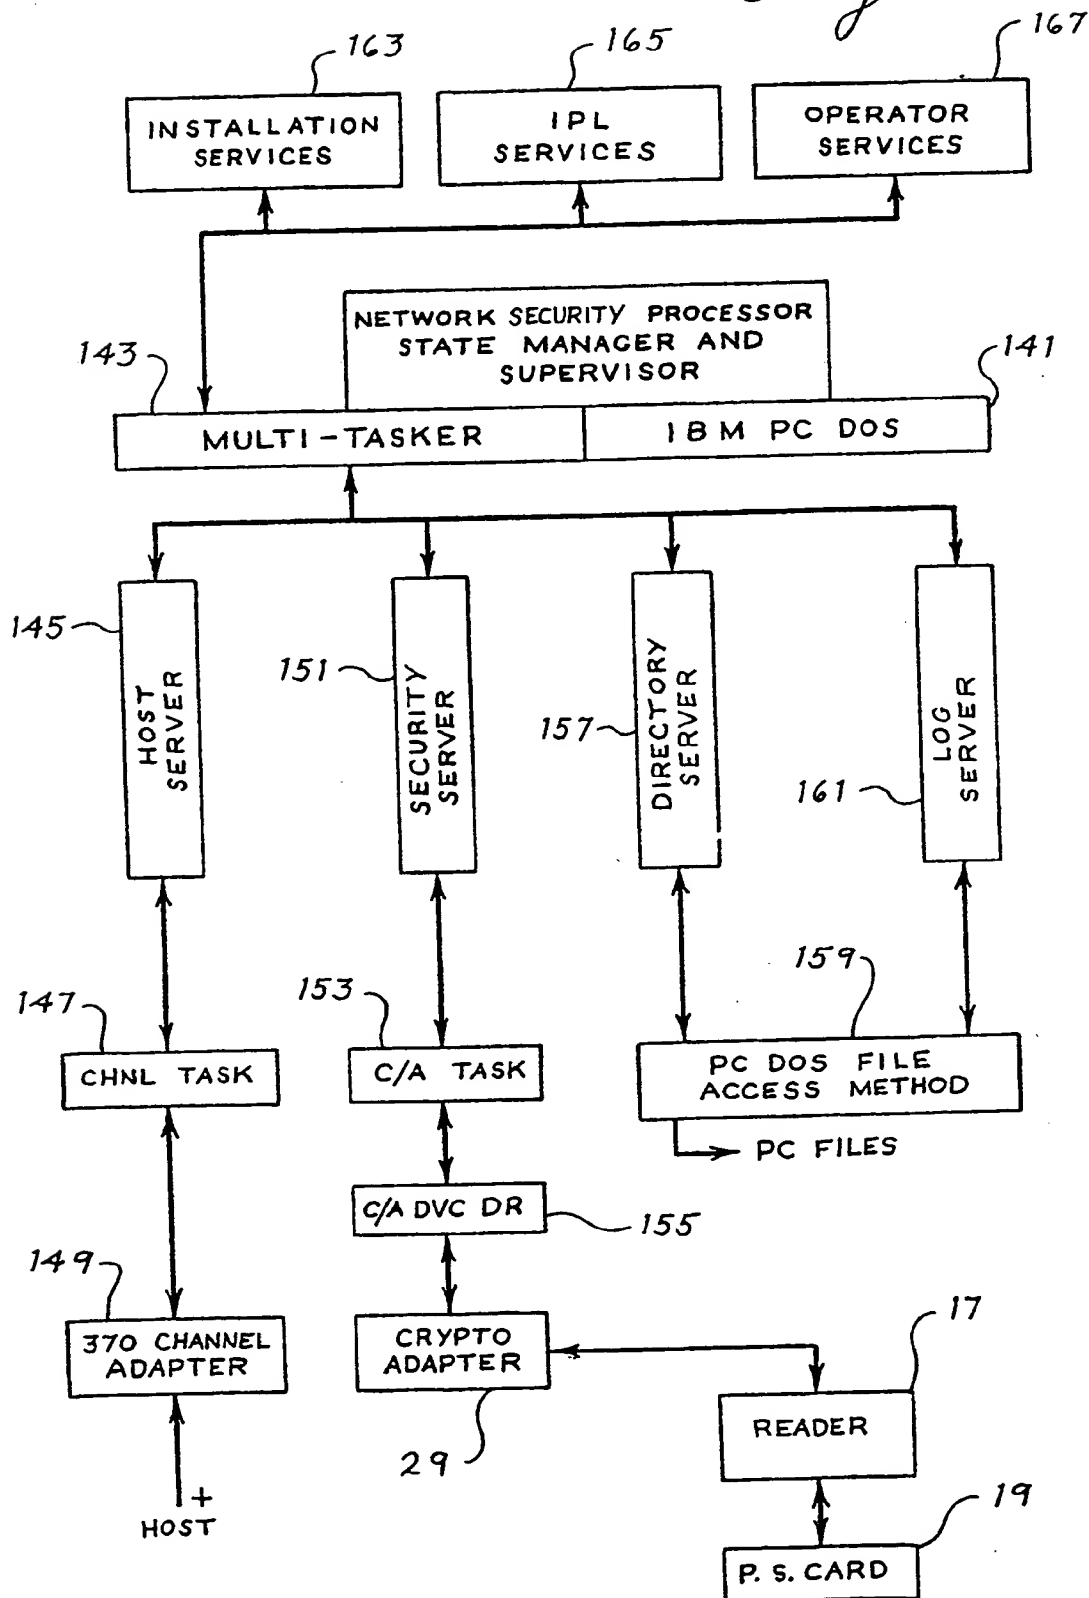 163
165
167
INSTALLATION
SERVICES
IPL
SERVICES
OPERATOR
SERVICES
NETWORK SECURITY PROCESSOR
STATE MANAGER AND
SUPERVISOR
143
141
MULTI-TASKER
IBM PC DOS
145
HOST
SERVER
151
SECURITY
SERVER
157
DIRECTORY
SERVER
161
LOG
SERVER
147
CHNL TASK
153
C/A TASK
159
PC DOS FILE
ACCESS METHOD
PC FILES
C/A DVC DR
155
149
370 CHANNEL
ADAPTER
CRYPTO
ADAPTER
29
17
READER
+
HOST
19
P. S. CARD